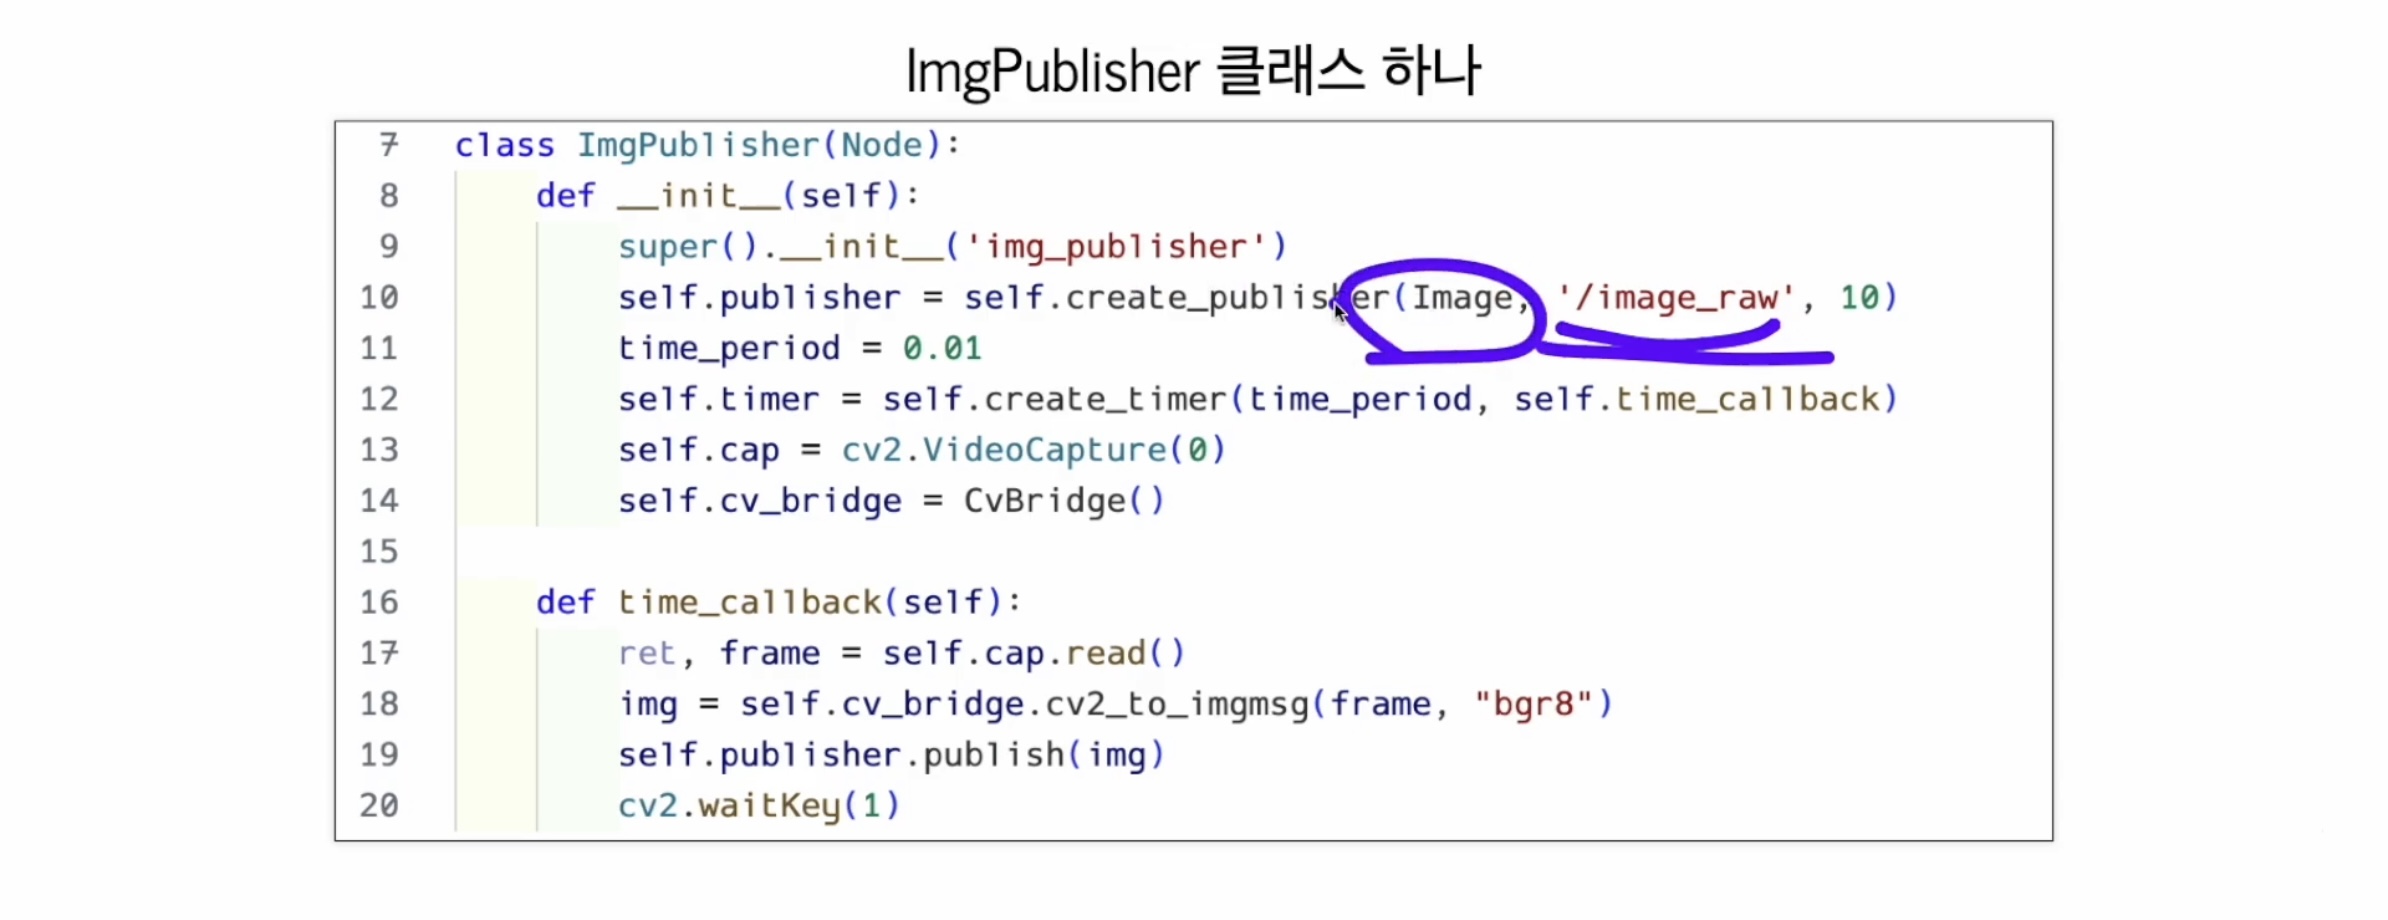 ImgPublisher 클래스 하나
7 class ImgPublisher(Node):
8 def __init__(self):
9 super().__init__('img_publisher')
10 self.publisher = self.create_publisher(Image, '/image_raw', 10)
11 time_period = 0.01
12 self.timer = self.create_timer(time_period, self.time_callback)
13 self.cap = cv2.VideoCapture(0)
14 self.cv_bridge = CvBridge()
15
16 def time_callback(self):
17 ret, frame = self.cap.read()
18 img = self.cv_bridge.cv2_to_imgmsg(frame, "bgr8")
19 self.publisher.publish(img)
20 cv2.waitKey(1)